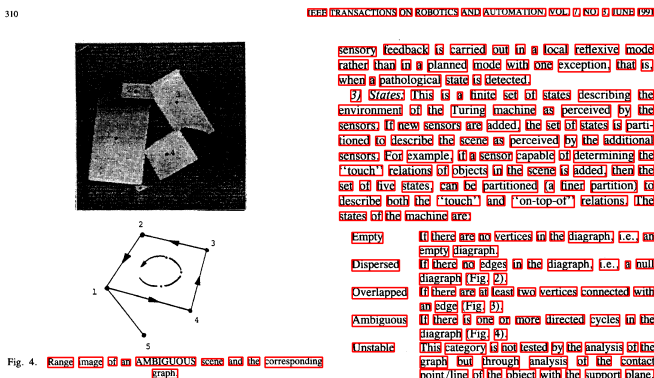 310
IEEE TRANSACTIONS ON ROBOTICS AND AUTOMATION, VOL. 7, NO. 3, JUNE 1991
2
3
1
4
5
Fig. 4. Range image of an AMBIGUOUS scene and the corresponding
graph.
sensory feedback is carried out in a local reflexive mode
rather than in a planned mode with one exception, that is,
when a pathological state is detected.
3) States: This is a finite set of states describing the
environment of the Turing machine as perceived by the
sensors. If new sensors are added, the set of states is parti-
tioned to describe the scene as perceived by the additional
sensors. For example, if a sensor capable of determining the
"touch" relations of objects in the scene is added, then the
set of five states, can be partitioned (a finer partition) to
describe both the "touch" and "on-top-of" relations. The
states of the machine are:
Empty If there are no vertices in the diagraph, i.e., an
empty diagraph.
Dispersed If there no edges in the diagraph, i.e., a null
diagraph (Fig. 2).
Overlapped If there are at least two vertices connected with
an edge (Fig. 3).
Ambiguous If there is one or more directed cycles in the
diagraph (Fig. 4).
Unstable This category is not tested by the analysis of the
graph but through analysis of the contact
point/line of the object with the support plane.